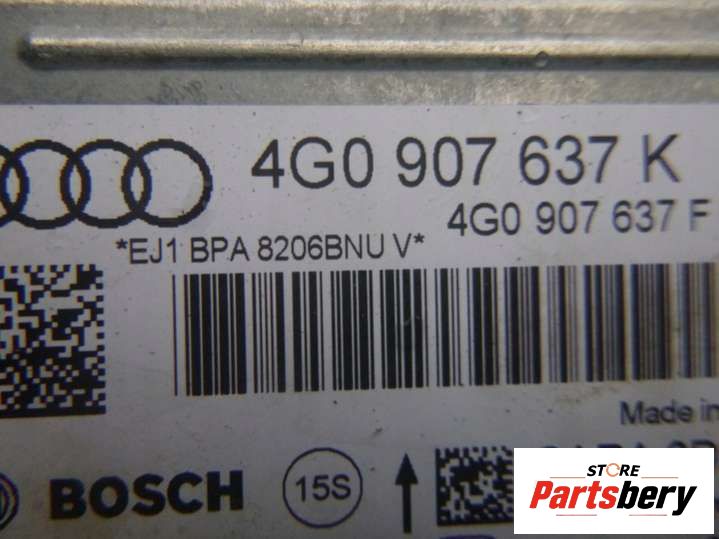 4G0 907 637 K
4G0 907 637 F
*EJ1 BPA 8206BNU V*
Made in
BOSCH 15S
STORE
Partsbery